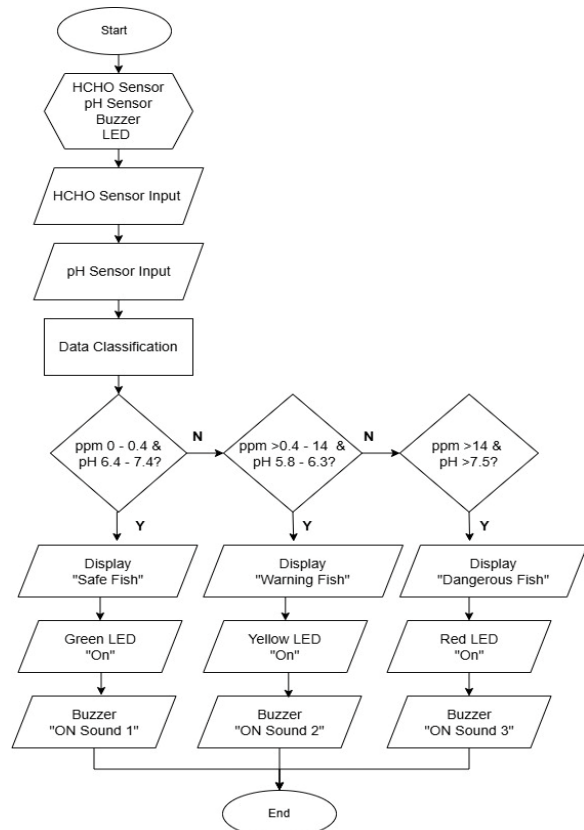 Start
HCHO Sensor
pH Sensor
Buzzer
LED
HCHO Sensor Input
pH Sensor Input
Data Classification
ppm 0 - 0.4 &
pH 6.4 - 7.4?
N
ppm >0.4 - 14 &
pH 5.8 - 6.3?
N
ppm >14 &
pH >7.5?
Y
Y
Y
Display
"Safe Fish"
Display
"Warning Fish"
Display
"Dangerous Fish"
Green LED
"On"
Yellow LED
"On"
Red LED
"On"
Buzzer
"ON Sound 1"
Buzzer
"ON Sound 2"
Buzzer
"ON Sound 3"
End